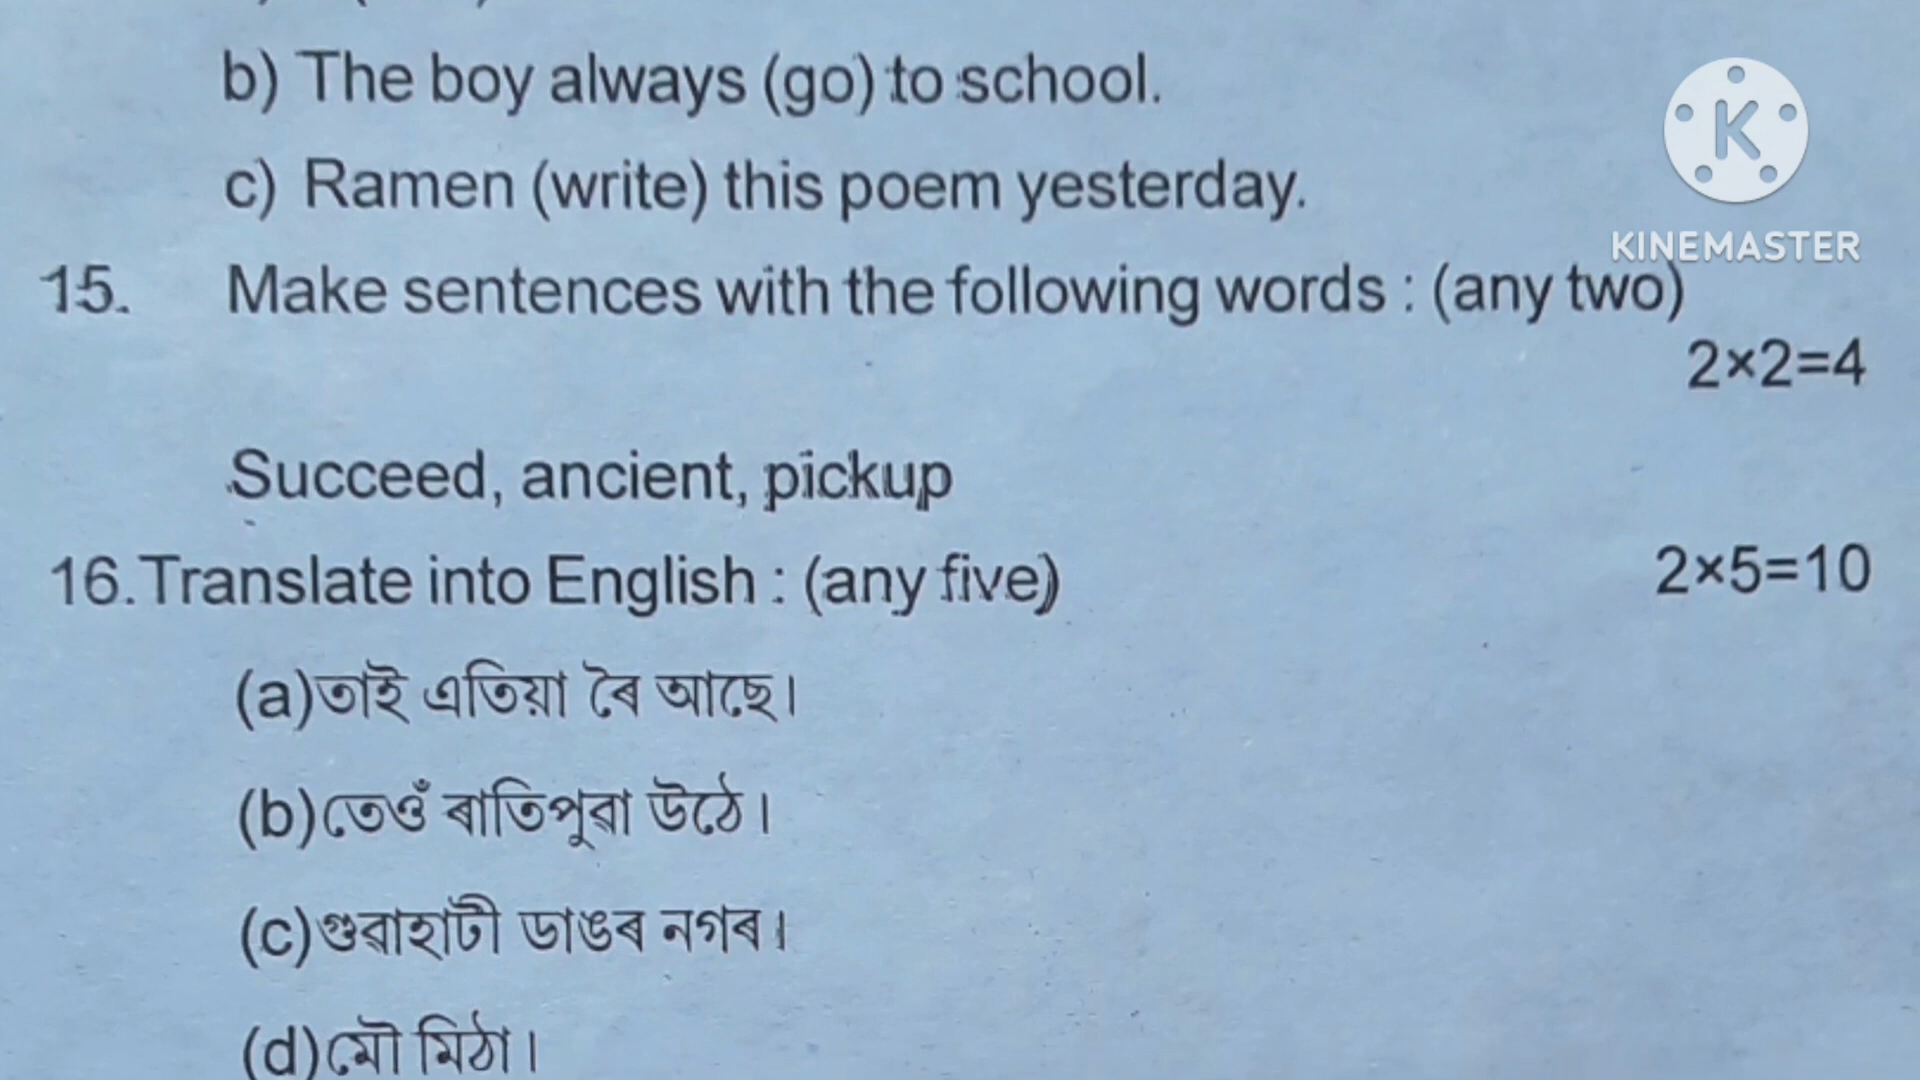 b) The boy always (go) to school.
c) Ramen (write) this poem yesterday.
K
KINEMASTER
15. Make sentences with the following words : (any two)
2×2=4
Succeed, ancient, pickup
16. Translate into English : (any five) 2×5=10
(a) তাই এতিয়া ৰৈ আছে।
(b) তেওঁ ৰাতিপুৱা উঠে।
(c) গুৱাহাটী ডাঙৰ নগৰ।
(d) মৌ মিঠা।